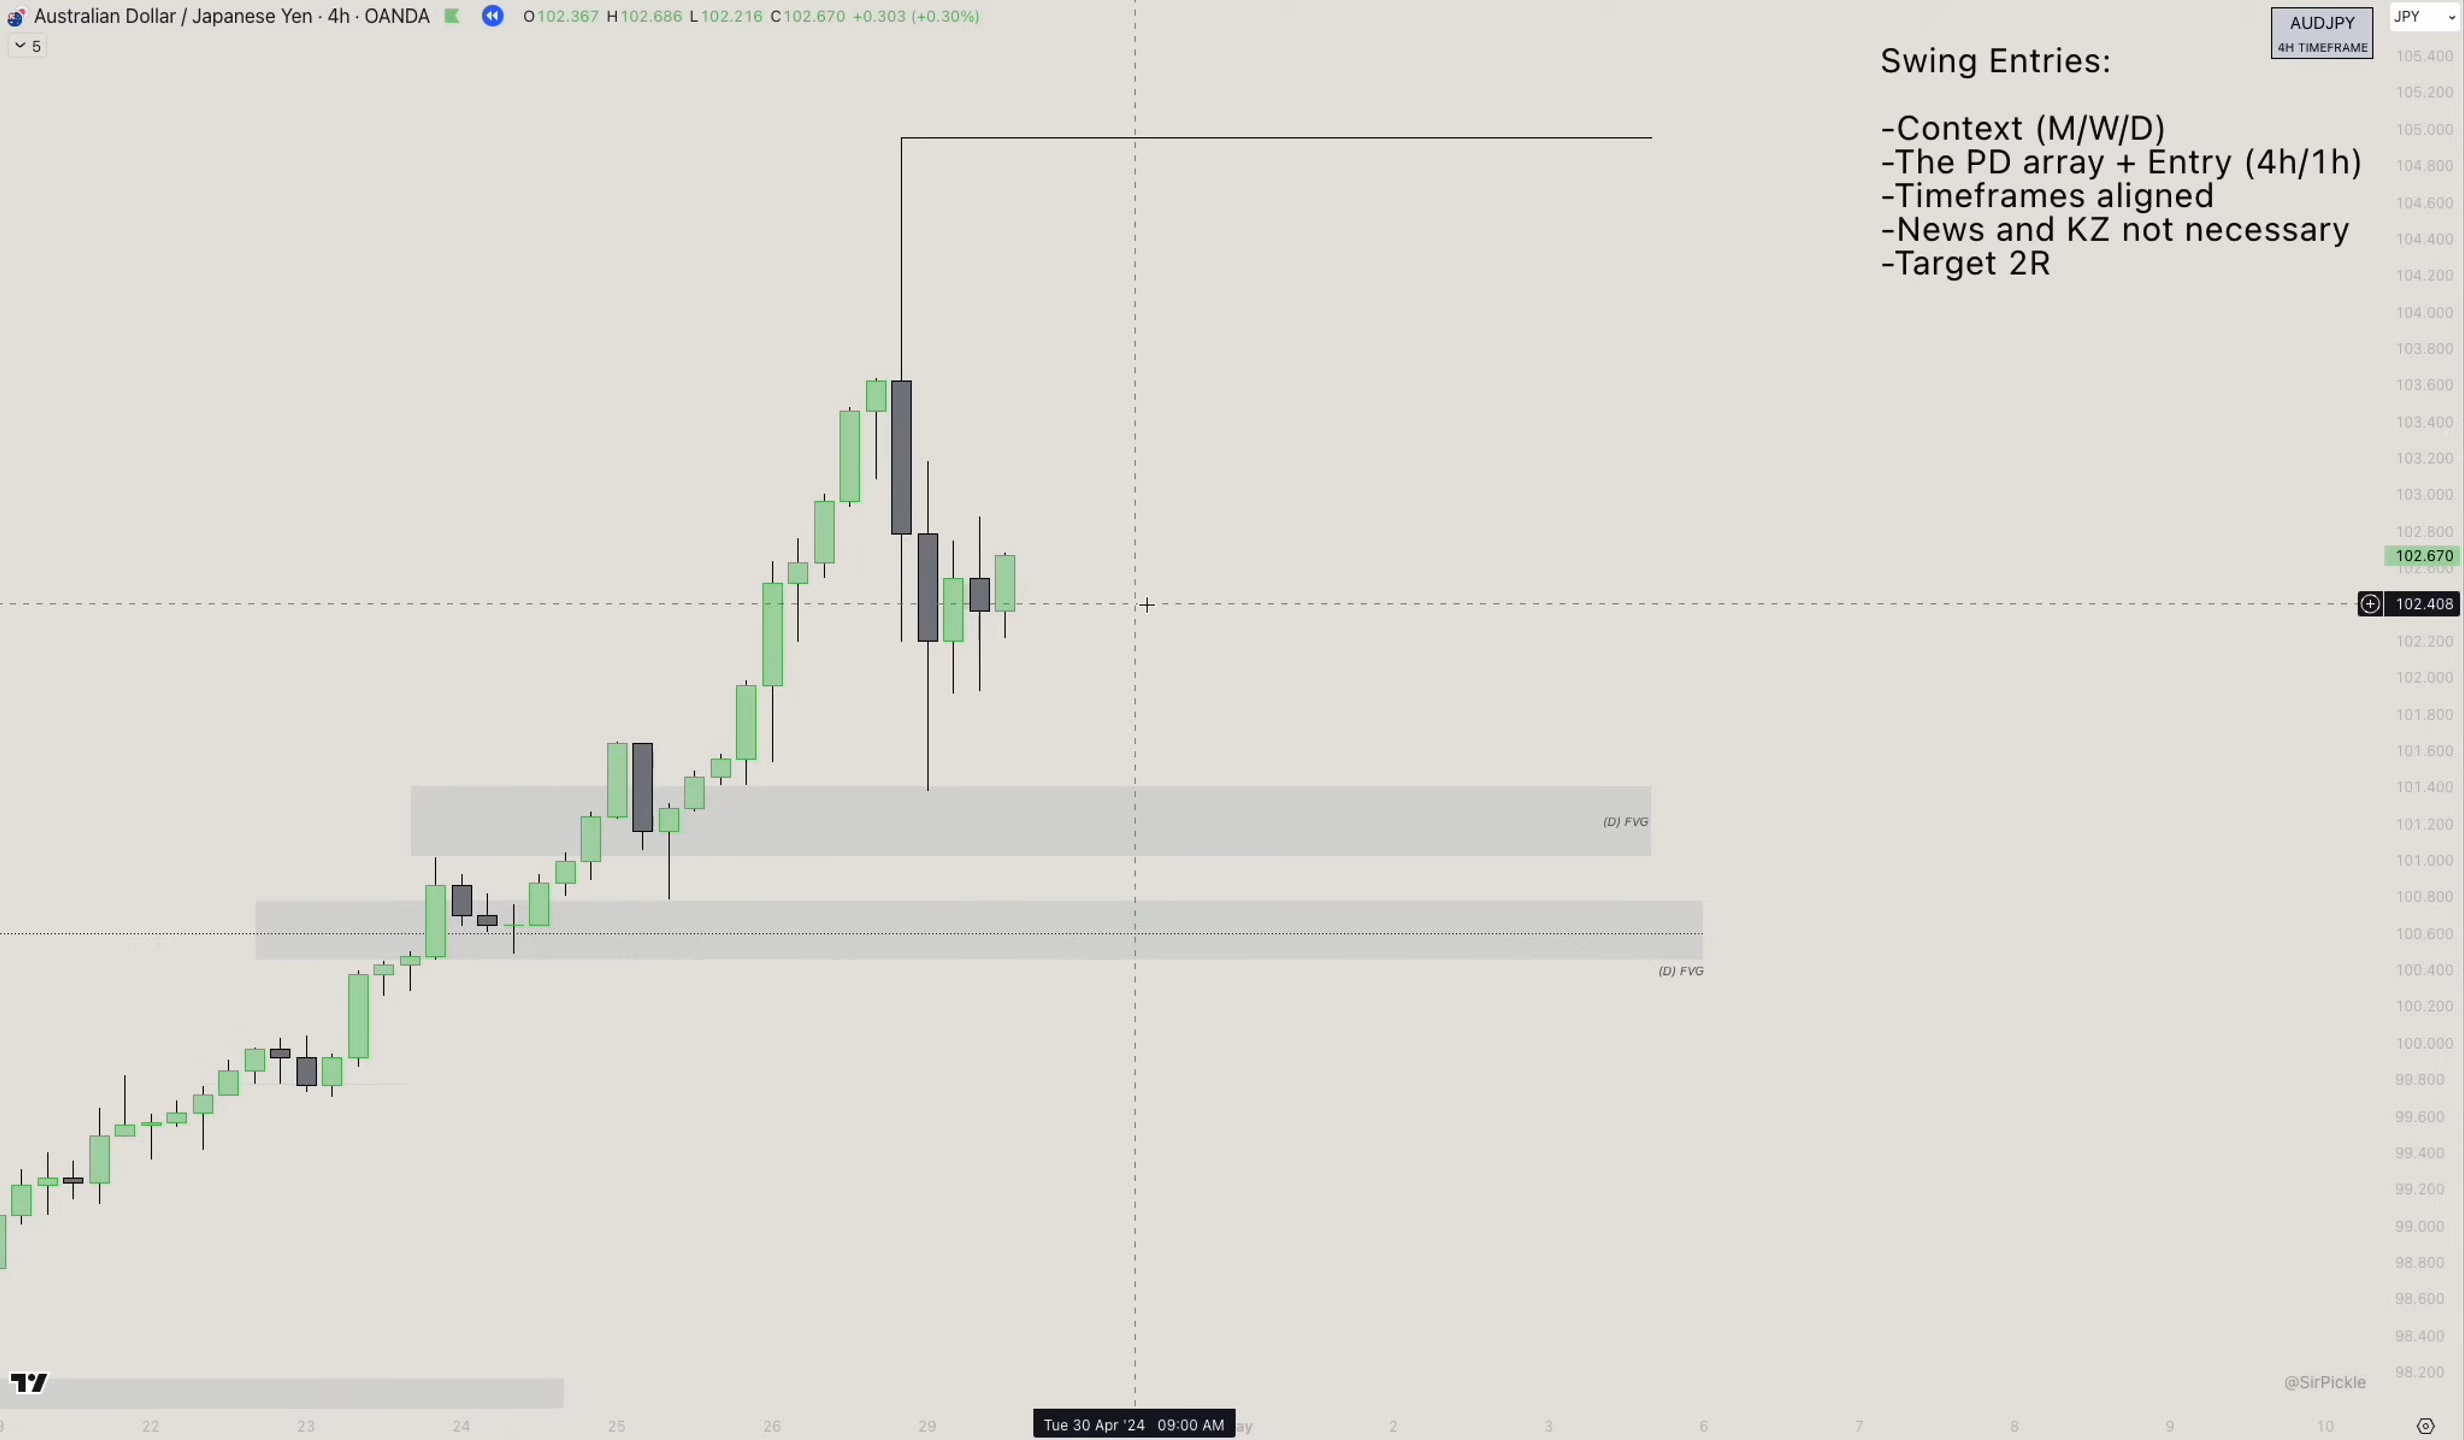 Australian Dollar / Japanese Yen · 4h · OANDA O102.367 H102.686 L102.216 C102.670 +0.303 (+0.30%)
5
AUDJPY
4H TIMEFRAME
JPY
Swing Entries:
-Context (M/W/D)
-The PD array + Entry (4h/1h)
-Timeframes aligned
-News and KZ not necessary
-Target 2R
105.400
105.200
105.000
104.800
104.600
104.400
104.200
104.000
103.800
103.600
103.400
103.200
103.000
102.800
102.670
102.600
102.408
102.200
102.000
101.800
101.600
101.400
101.200
101.000
100.800
100.600
100.400
100.200
100.000
99.800
99.600
99.400
99.200
99.000
98.800
98.600
98.400
98.200
(D) FVG
(D) FVG
@SirPickle
22 23 24 25 26 29 Tue 30 Apr '24 09:00 AM ay 2 3 6 7 8 9 10